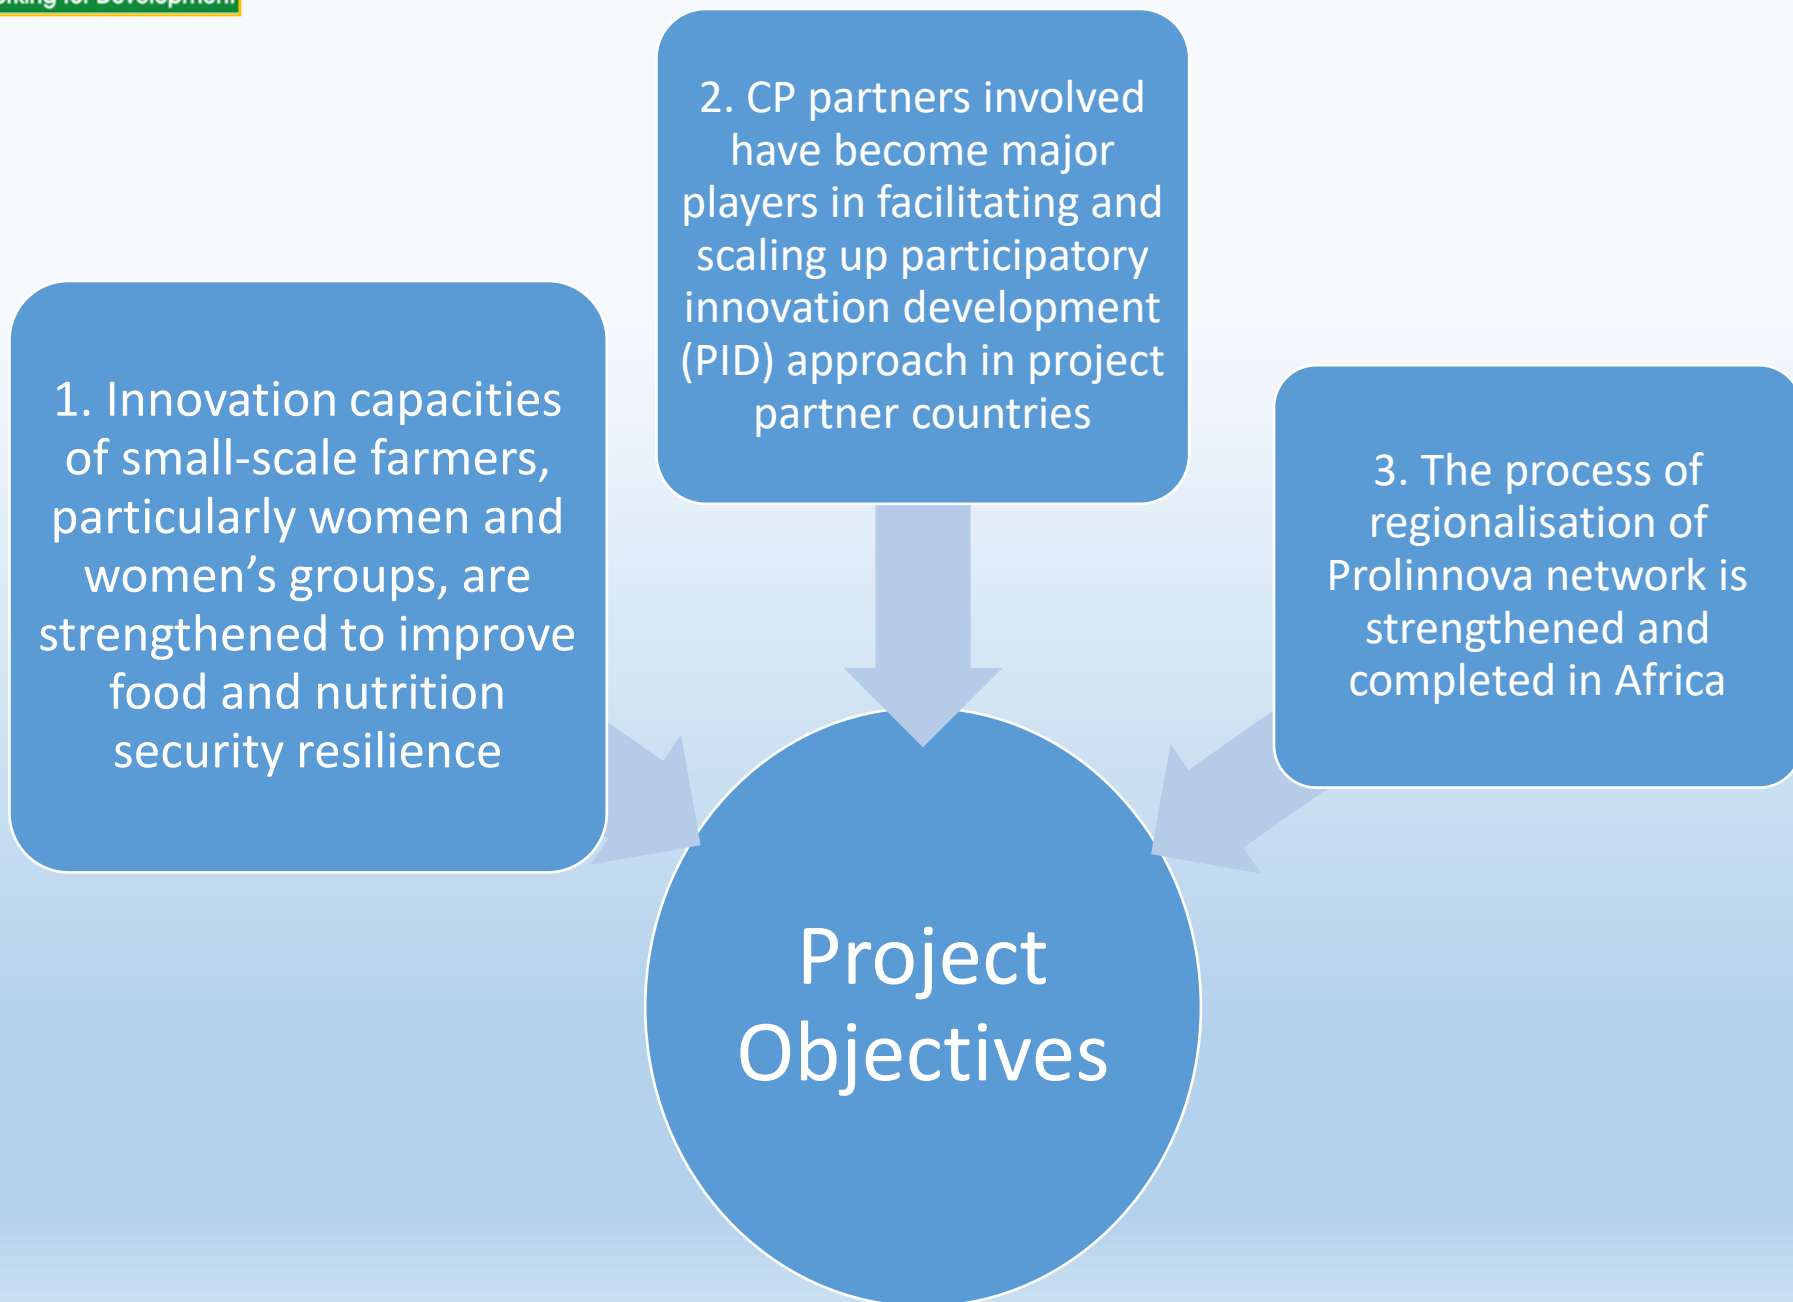 for Development
1. Innovation capacities
of small-scale farmers,
particularly women and
women’s groups, are
strengthened to improve
food and nutrition
security resilience
2. CP partners involved
have become major
players in facilitating and
scaling up participatory
innovation development
(PID) approach in project
partner countries
3. The process of
regionalisation of
Prolinnova network is
strengthened and
completed in Africa
Project
Objectives